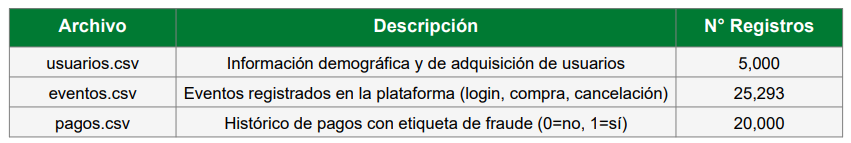 Archivo Descripción N° Registros
usuarios.csv Información demográfica y de adquisición de usuarios 5,000
eventos.csv Eventos registrados en la plataforma (login, compra, cancelación) 25,293
pagos.csv Histórico de pagos con etiqueta de fraude (0=no, 1=sí) 20,000